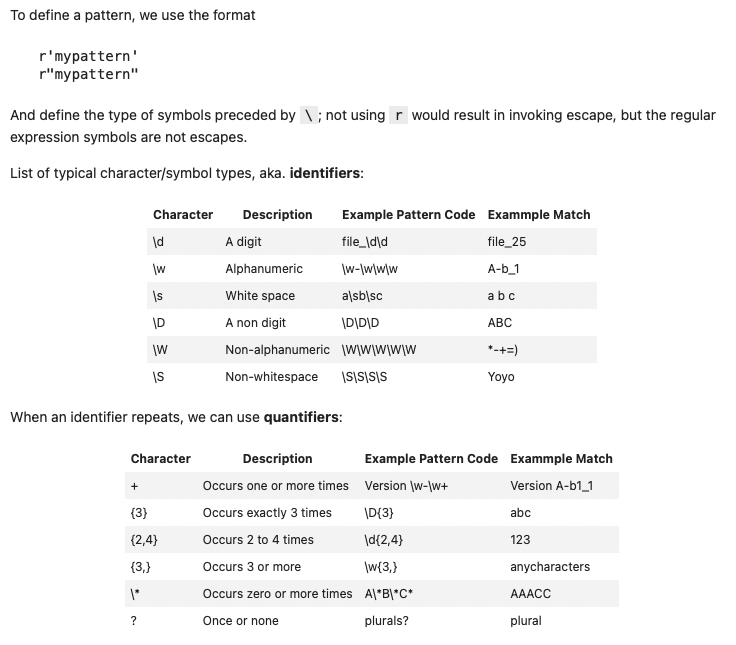 To define a pattern, we use the format
r'mypattern'
r"mypattern"
And define the type of symbols preceded by \ ; not using r would result in invoking escape, but the regular
expression symbols are not escapes.
List of typical character/symbol types, aka. identifiers:
Character Description Example Pattern Code Exammple Match
\d A digit file_\d\d file_25
\w Alphanumeric \w-\w\w\w A-b_1
\s White space a\sb\sc a b c
\D A non digit \D\D\D ABC
\W Non-alphanumeric \W\W\W\W\W *-+=)
\S Non-whitespace \S\S\S\S Yoyo
When an identifier repeats, we can use quantifiers:
Character Description Example Pattern Code Exammple Match
+ Occurs one or more times Version \w-\w+ Version A-b1_1
{3} Occurs exactly 3 times \D{3} abc
{2,4} Occurs 2 to 4 times \d{2,4} 123
{3,} Occurs 3 or more \w{3,} anycharacters
\* Occurs zero or more times A\*B\*C* AAACC
? Once or none plurals? plural